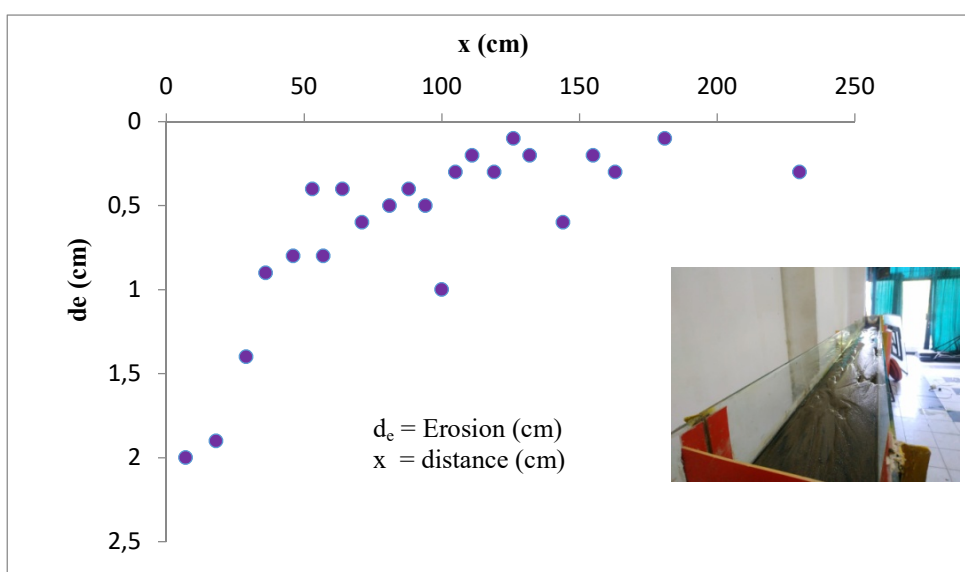 x (cm)
0 50 100 150 200 250
0
0,5
1
1,5
2
2,5
de (cm)
dₑ = Erosion (cm)
x = distance (cm)